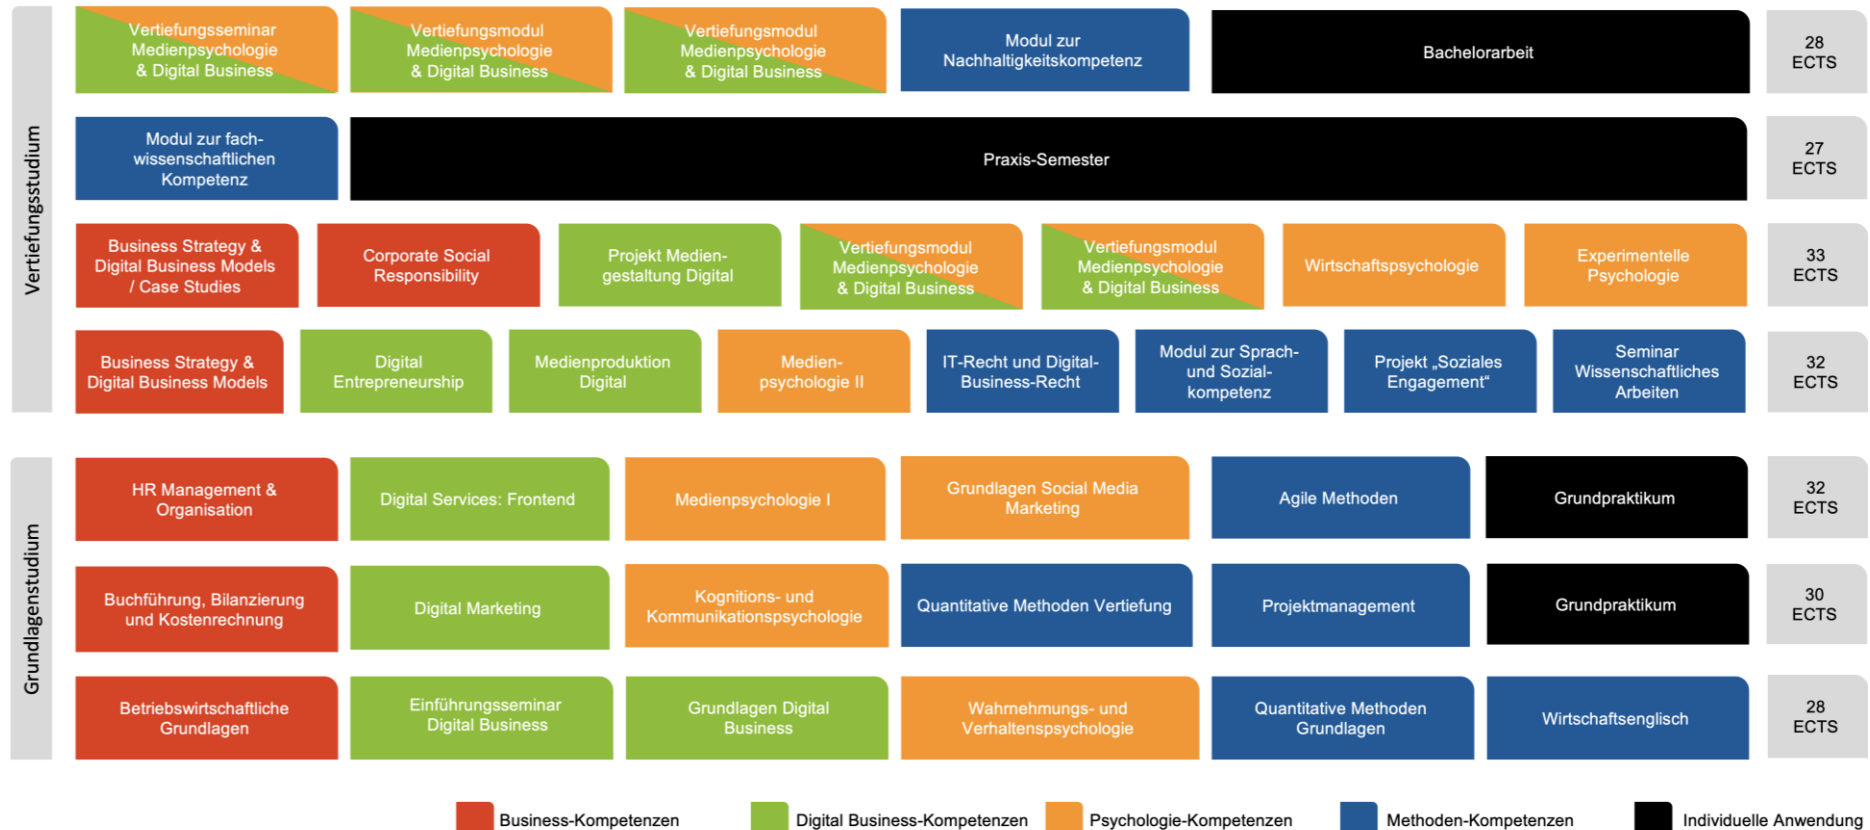 Vertiefungsstudium
Vertiefungsseminar
Medienpsychologie
& Digital Business
Vertiefungsmodul
Medienpsychologie
& Digital Business
Vertiefungsmodul
Medienpsychologie
& Digital Business
Modul zur
Nachhaltigkeitskompetenz
Bachelorarbeit
28
ECTS
Modul zur fach-
wissenschaftlichen
Kompetenz
Praxis-Semester
27
ECTS
Business Strategy &
Digital Business Models
/ Case Studies
Corporate Social
Responsibility
Projekt Medien-
gestaltung Digital
Vertiefungsmodul
Medienpsychologie
& Digital Business
Vertiefungsmodul
Medienpsychologie
& Digital Business
Wirtschaftspsychologie
Experimentelle
Psychologie
33
ECTS
Business Strategy &
Digital Business Models
Digital
Entrepreneurship
Medienproduktion
Digital
Medien-
psychologie II
IT-Recht und Digital-
Business-Recht
Modul zur Sprach-
und Sozial-
kompetenz
Projekt „Soziales
Engagement“
Seminar
Wissenschaftliches
Arbeiten
32
ECTS
Grundlagenstudium
HR Management &
Organisation
Digital Services: Frontend
Medienpsychologie I
Grundlagen Social Media
Marketing
Agile Methoden
Grundpraktikum
32
ECTS
Buchführung, Bilanzierung
und Kostenrechnung
Digital Marketing
Kognitions- und
Kommunikationspsychologie
Quantitative Methoden Vertiefung
Projektmanagement
Grundpraktikum
30
ECTS
Betriebswirtschaftliche
Grundlagen
Einführungsseminar
Digital Business
Grundlagen Digital
Business
Wahrnehmungs- und
Verhaltenspsychologie
Quantitative Methoden
Grundlagen
Wirtschaftsenglisch
28
ECTS
Business-Kompetenzen
Digital Business-Kompetenzen
Psychologie-Kompetenzen
Methoden-Kompetenzen
Individuelle Anwendung